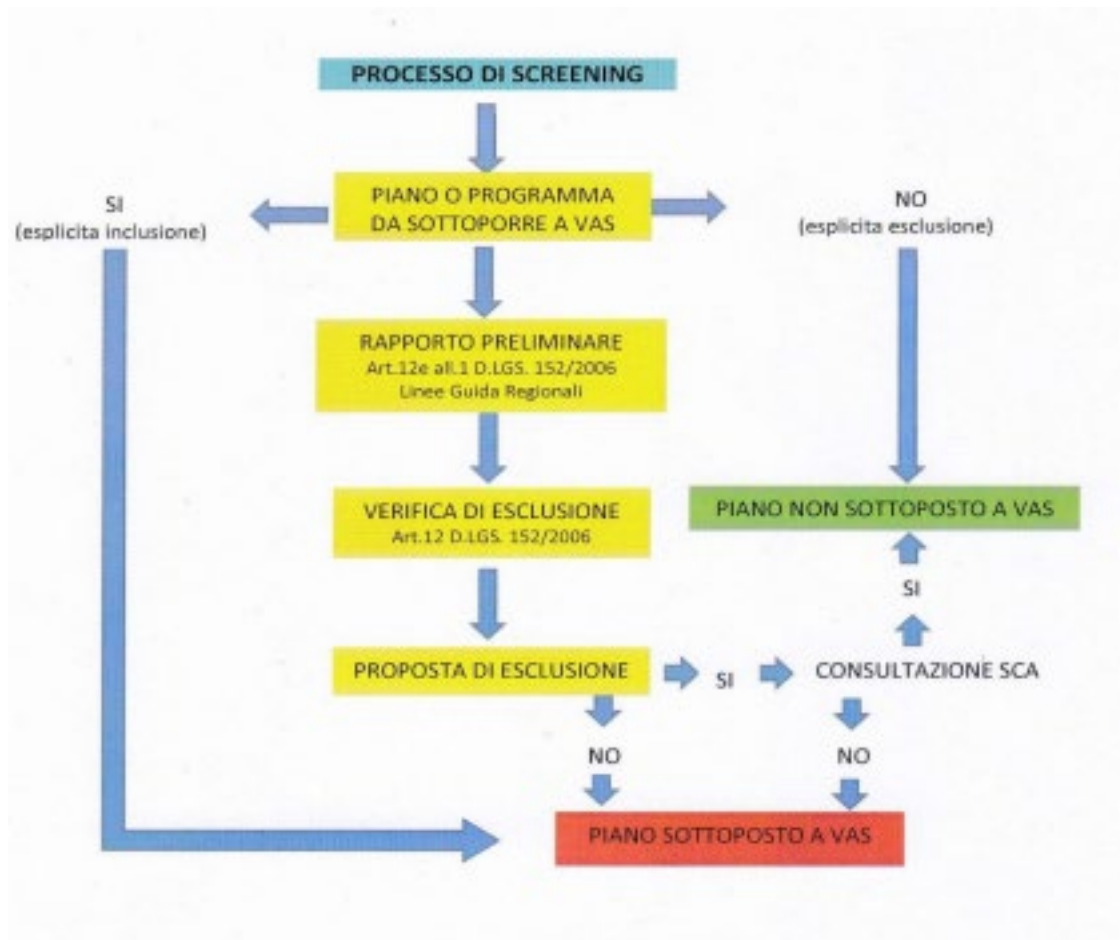 PROCESSO DI SCREENING
SI
(esplicita inclusione)
PIANO O PROGRAMMA
DA SOTTOPORRE A VAS
NO
(esplicita esclusione)
RAPPORTO PRELIMINARE
Art.12e all.1 D.LGS. 152/2006
Linee Guida Regionali
VERIFICA DI ESCLUSIONE
Art.12 D.LGS. 152/2006
PIANO NON SOTTOPOSTO A VAS
SI
PROPOSTA DI ESCLUSIONE
SI
CONSULTAZIONE SCA
NO
NO
PIANO SOTTOPOSTO A VAS